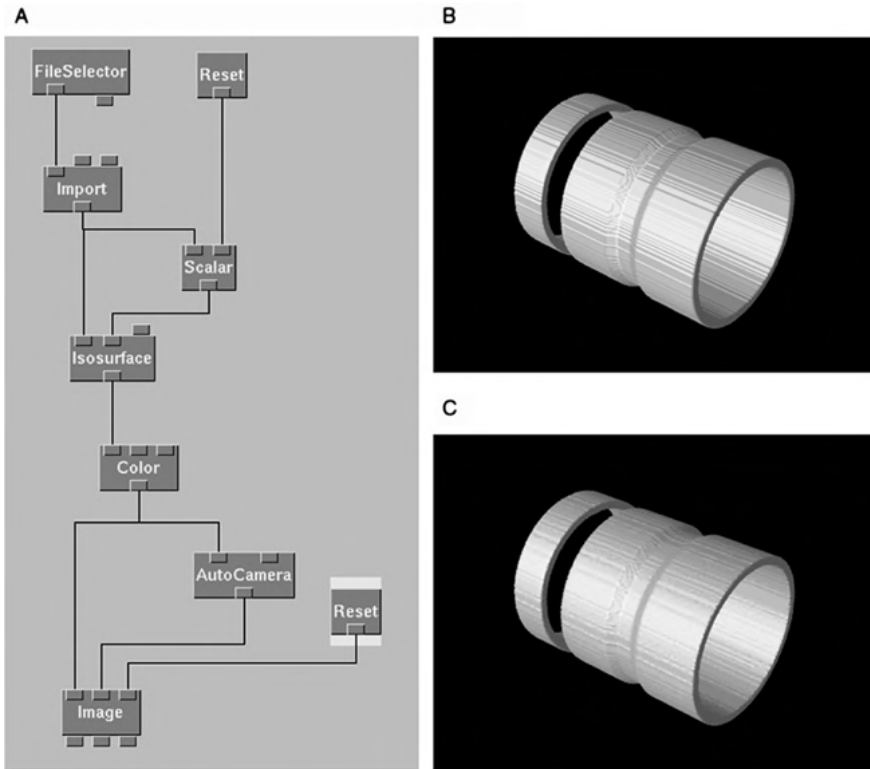 A
B
FileSelector
Reset
Import
Scalar
Isosurface
C
Color
AutoCamera
Reset
Image